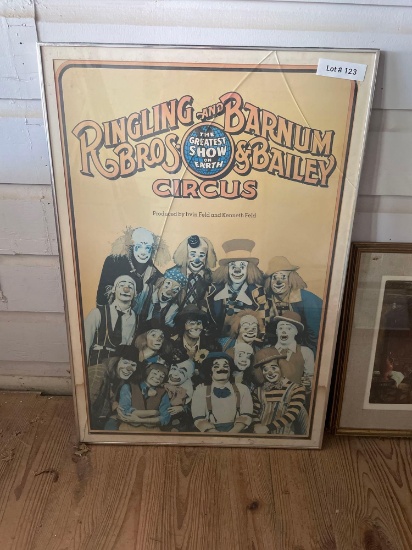 Lot # 123
RINGLING AND BARNUM
BROS & BAILEY
THE
GREATEST
SHOW
ON
EARTH
CIRCUS
Produced by Irvin Feld and Kenneth Feld